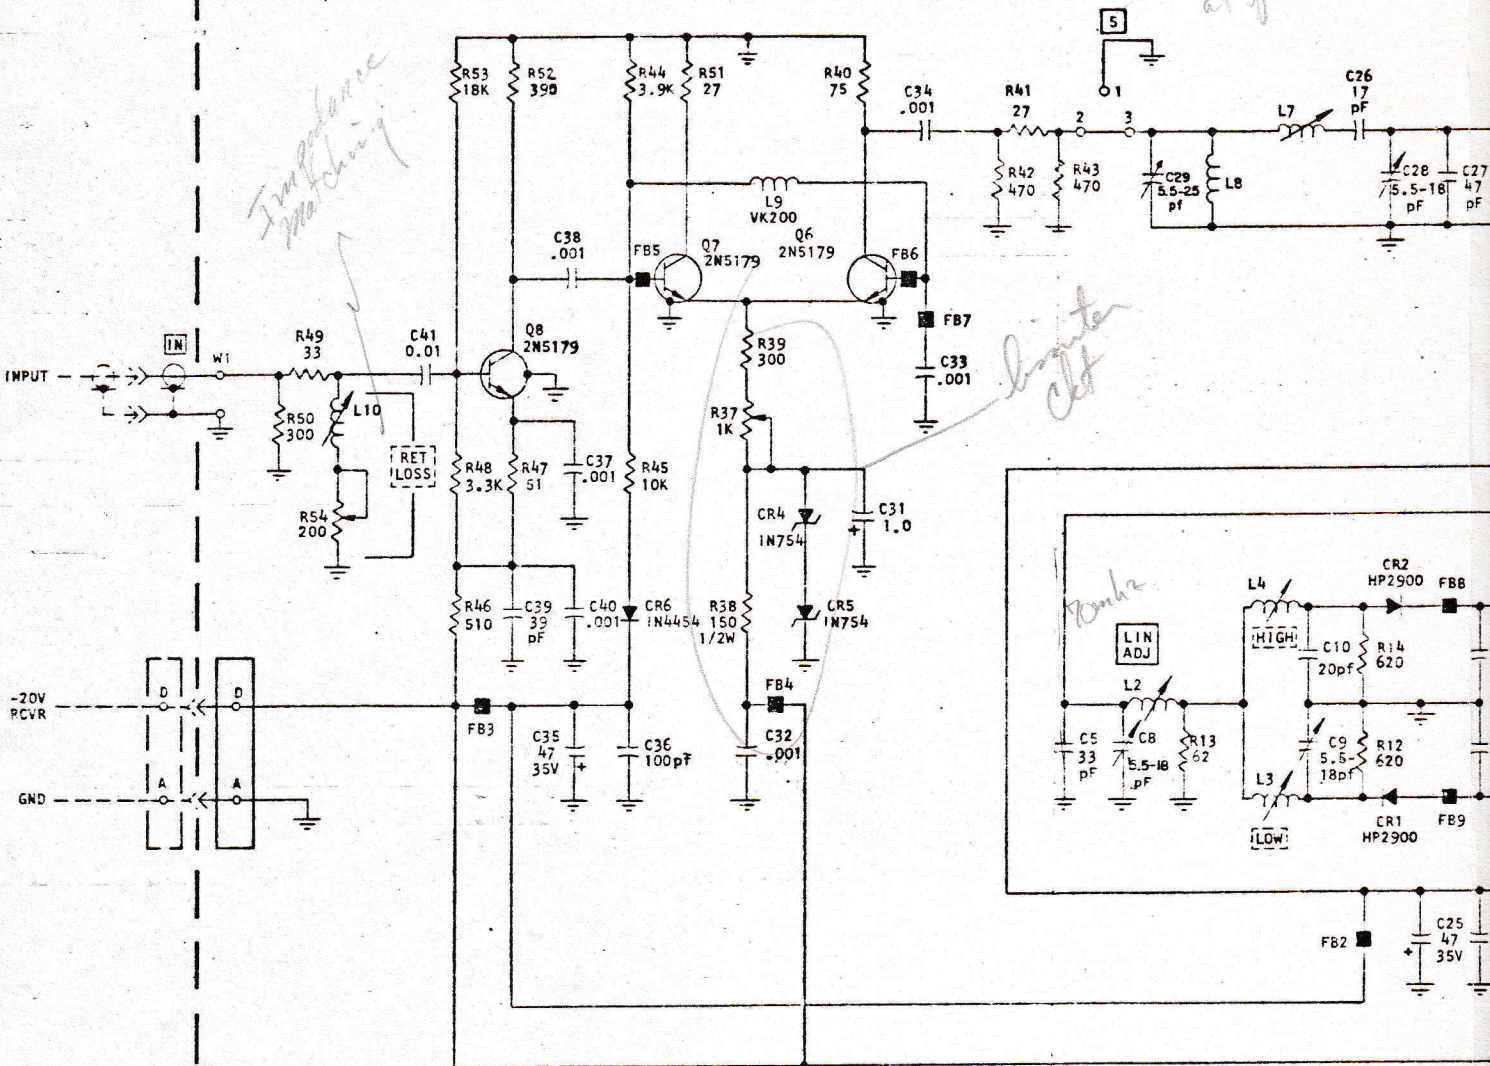 5
1
R53
18K
R52
390
R44
3.9K
R51
27
R40
75
C34
.001
R41
27
2
3
L7
C26
17
pF
Impedance
Matching
R42
470
R43
470
C29
5.5-25
pf
L8
C28
5.5-18
pF
C27
47
pF
L9
VK200
C38
.001
FB5
Q7
2N5179
Q6
2N5179
FB6
FB7
C33
.001
limiter
ckt
INPUT
IN
W1
R49
33
C41
0.01
Q8
2N5179
R39
300
R50
300
L10
RET
LOSS
R54
200
R37
1K
R48
3.3K
R47
51
C37
.001
R45
10K
CR4
1N754
C31
+ 1.0
R46
510
C39
39
pF
C40
.001
CR6
1N4454
R38
150
1/2W
CR5
1N754
70mhz
LIN
ADJ
L4
HIGH
CR2
HP2900
FB8
C10
20pf
R14
620
-20V
RCVR
D
D
FB3
FB4
L2
C35
47
35V
+
C36
100pf
C32
.001
C5
33
pF
C8
5.5-18
pF
R13
62
C9
5.5-
18pf
R12
620
GND
A
A
L3
LOW
CR1
HP2900
FB9
FB2
C25
47
35V
+